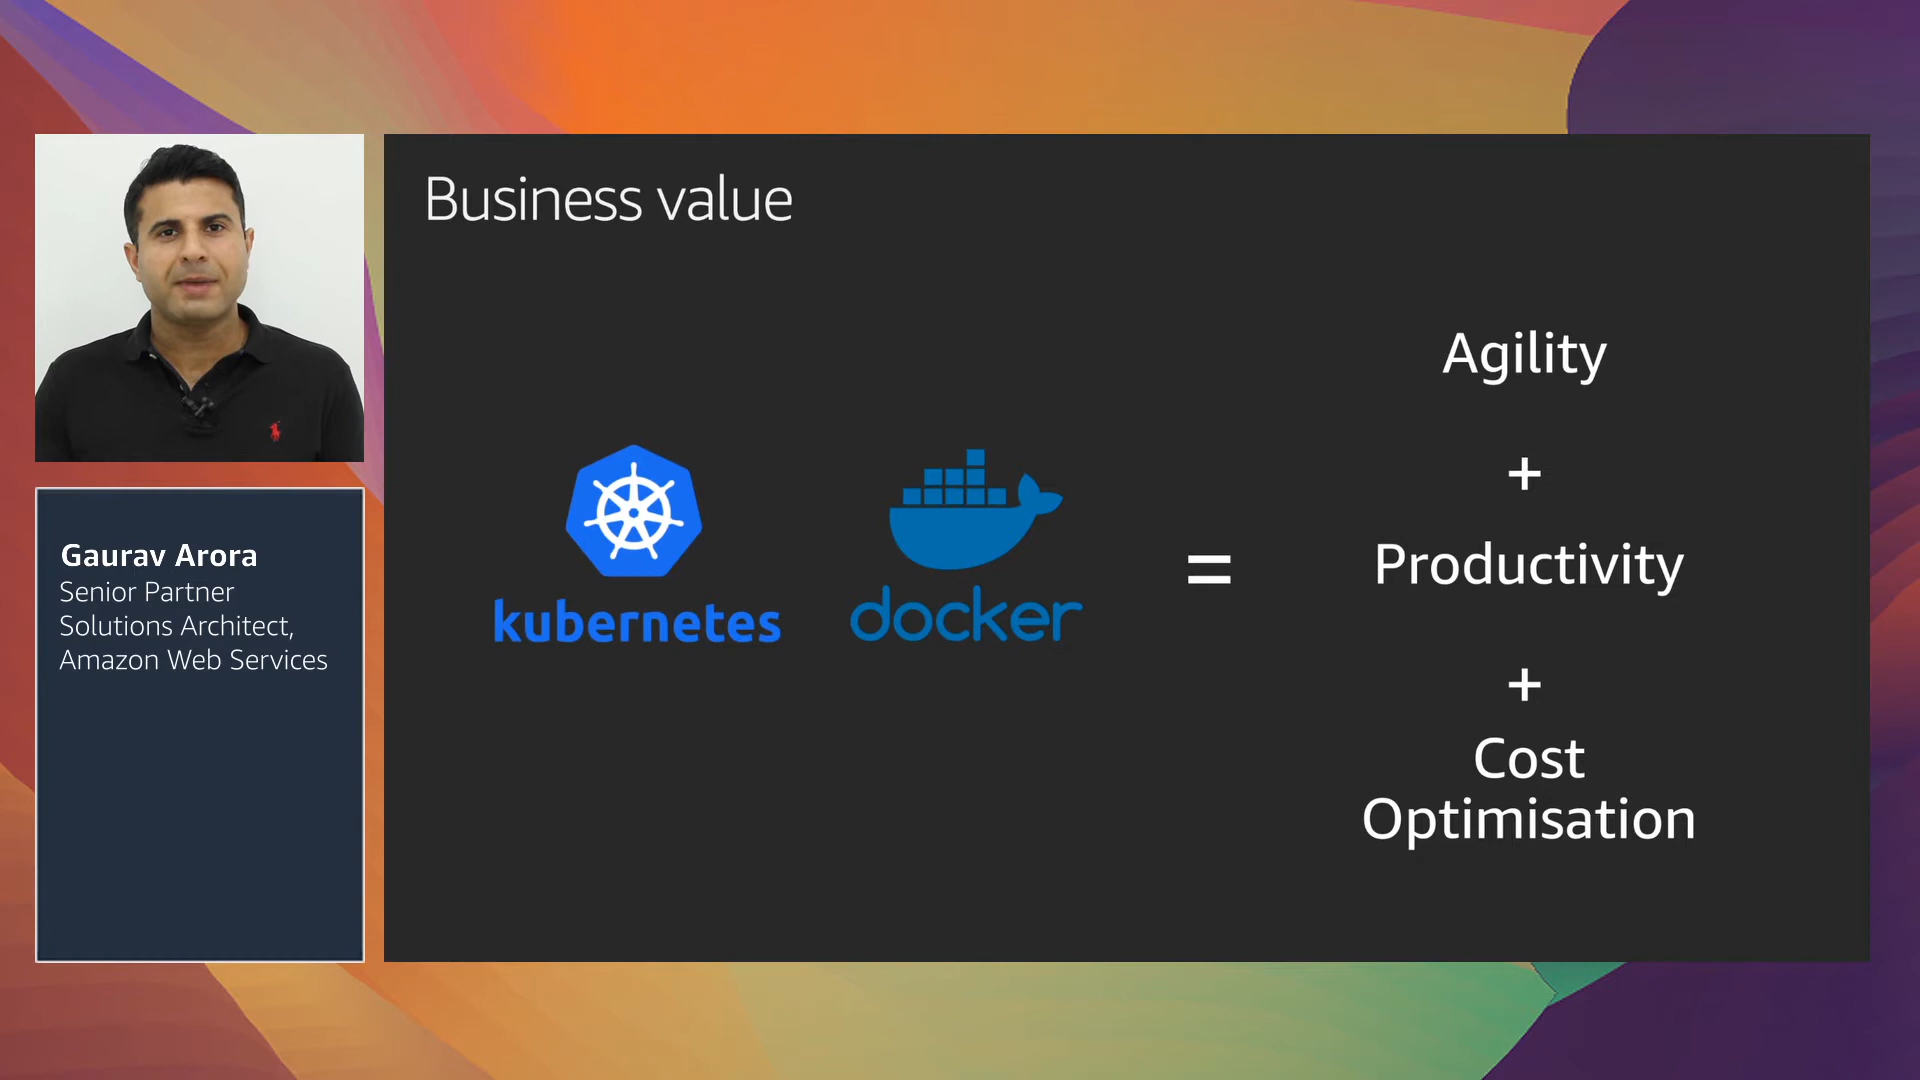 Business value
Gaurav Arora
Senior Partner
Solutions Architect,
Amazon Web Services
kubernetes
docker
=
Agility
+
Productivity
+
Cost
Optimisation